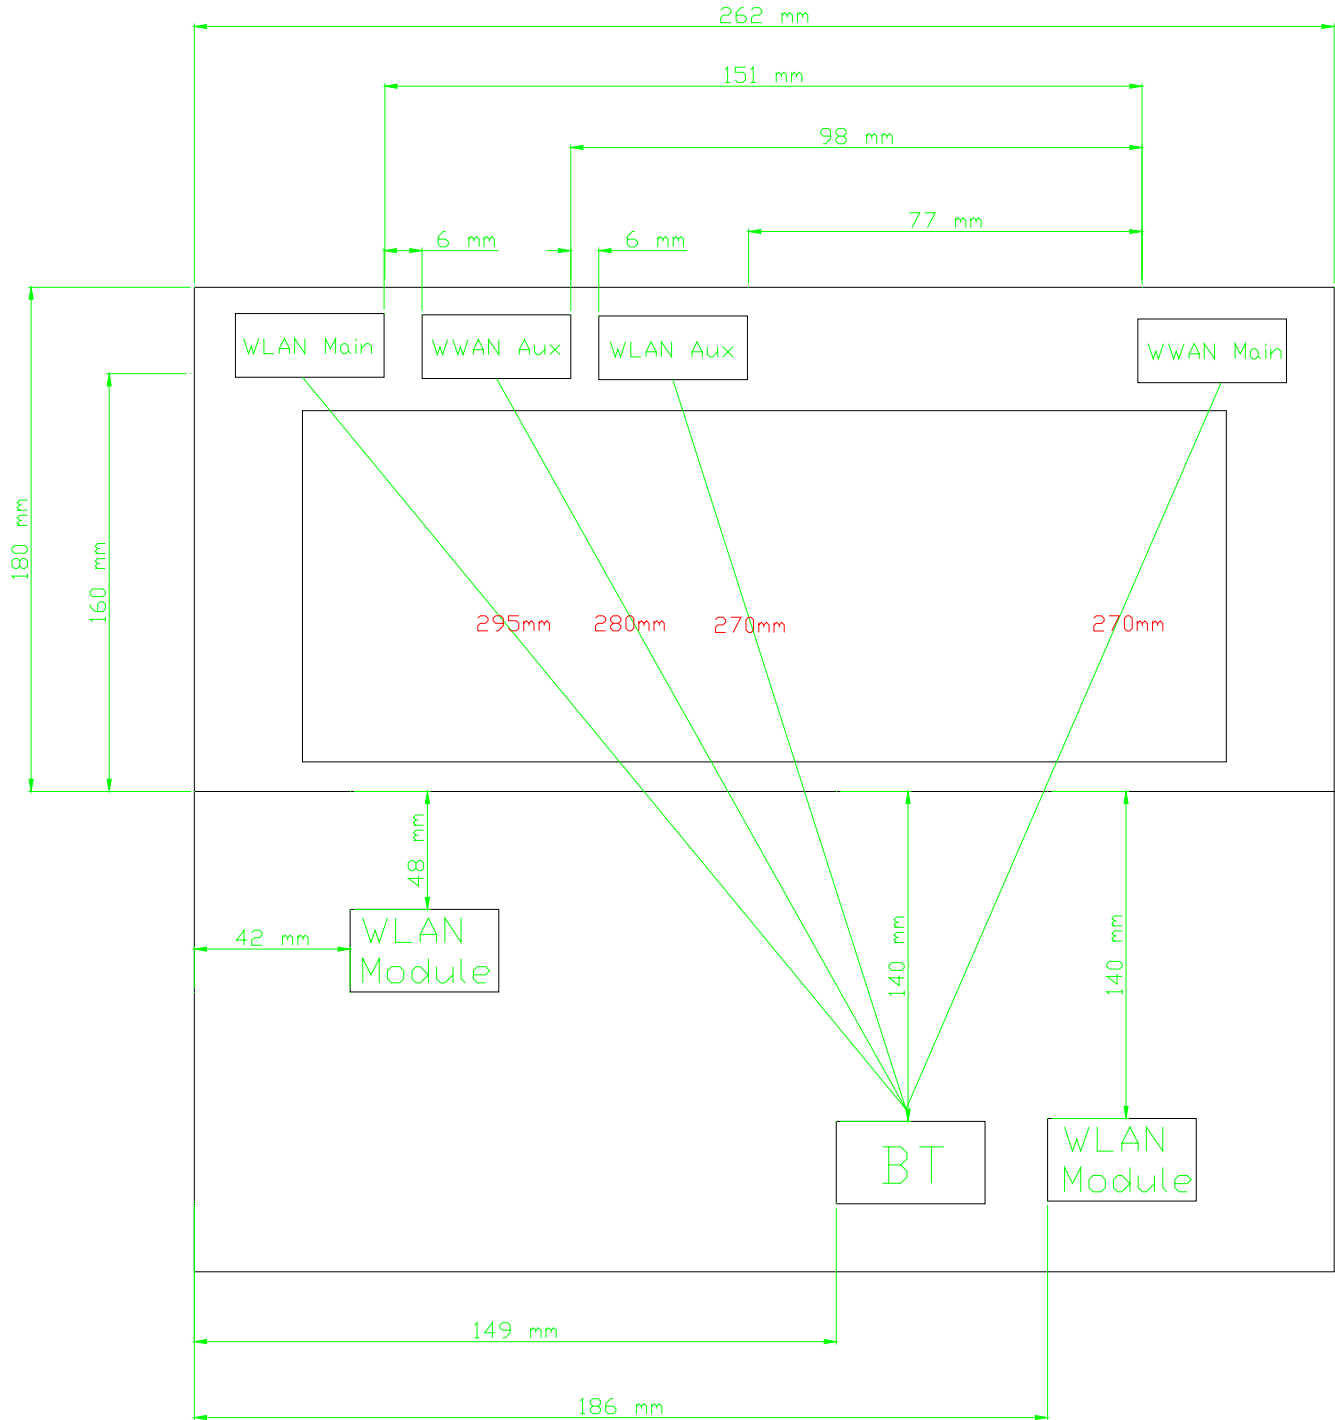 262 mm
151 mm
98 mm
77 mm
6 mm
6 mm
WLAN Main
WWAN Aux
WLAN Aux
WWAN Main
180 mm
160 mm
295mm
280mm
270mm
270mm
48 mm
42 mm
WLAN
Module
140 mm
140 mm
BT
WLAN
Module
149 mm
186 mm